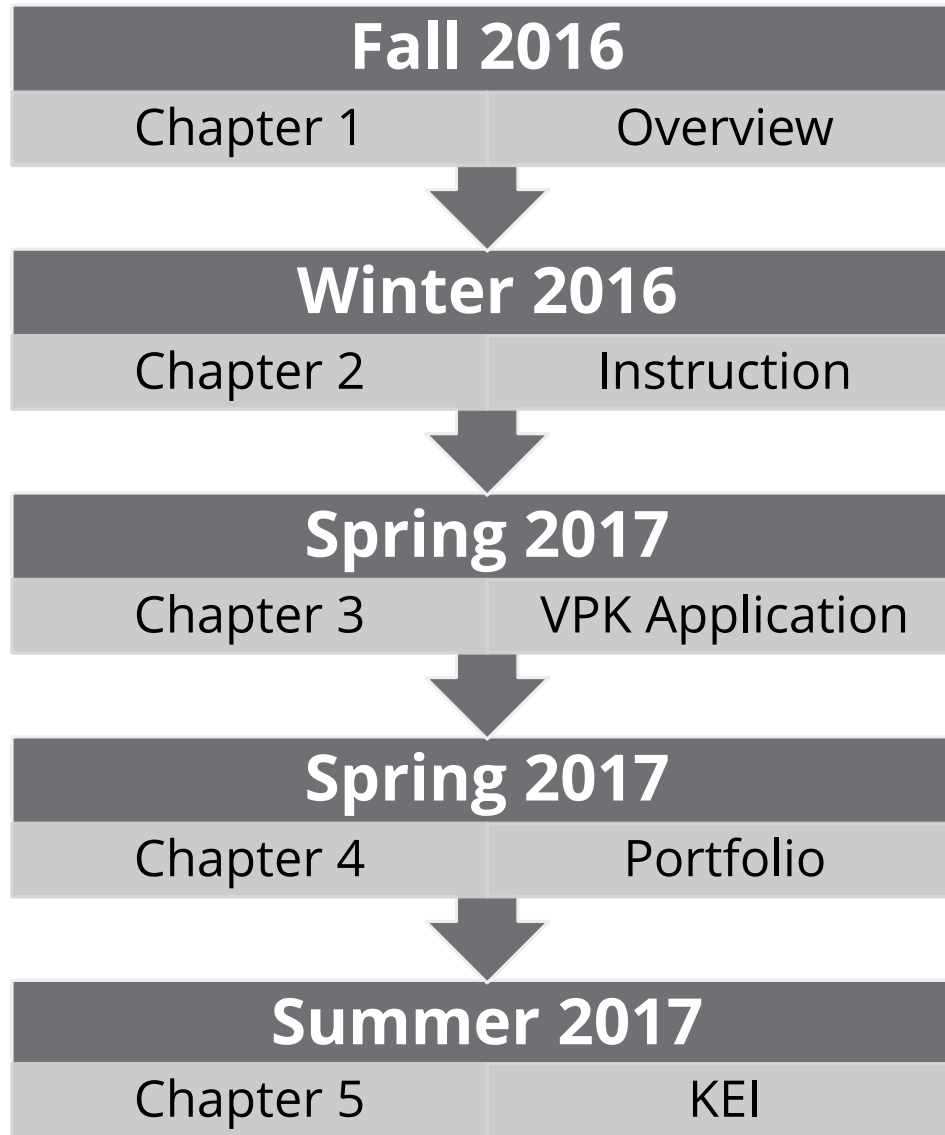 Fall 2016
Chapter 1 Overview
Winter 2016
Chapter 2 Instruction
Spring 2017
Chapter 3 VPK Application
Spring 2017
Chapter 4 Portfolio
Summer 2017
Chapter 5 KEI